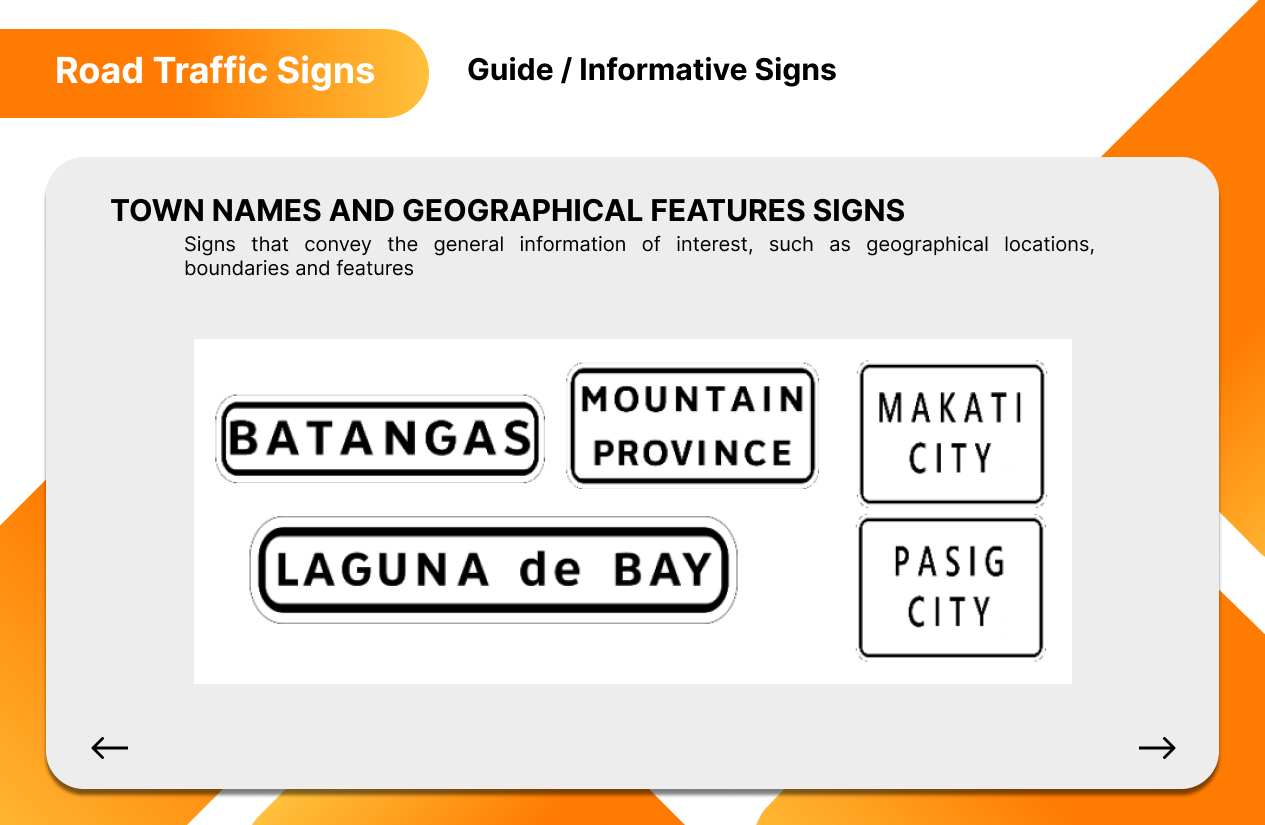 Road Traffic Signs
Guide / Informative Signs
TOWN NAMES AND GEOGRAPHICAL FEATURES SIGNS
Signs that convey the general information of interest, such as geographical locations,
boundaries and features
BATANGAS
MOUNTAIN
PROVINCE
MAKATI
CITY
LAGUNA de BAY
PASIG
CITY